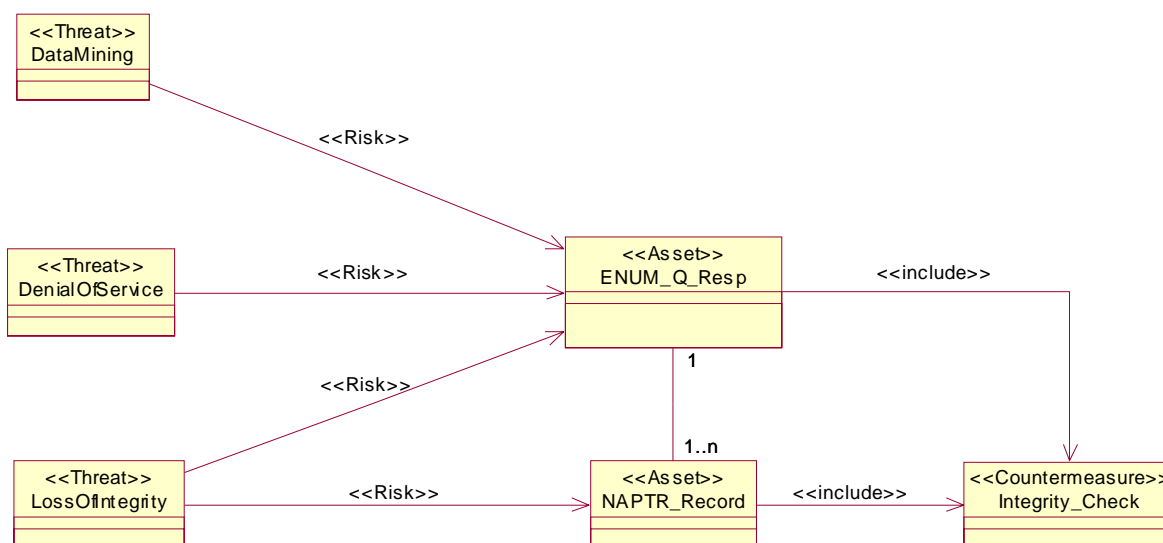 <<Threat>>
DataMining
<<Risk>>
<<Threat>>
DenialOfService
<<Risk>>
<<Asset>>
ENUM_Q_Resp
<<include>>
1
<<Risk>>
1..n
<<Threat>>
LossOfIntegrity
<<Risk>>
<<Asset>>
NAPTR_Record
<<include>>
<<Countermeasure>>
Integrity_Check